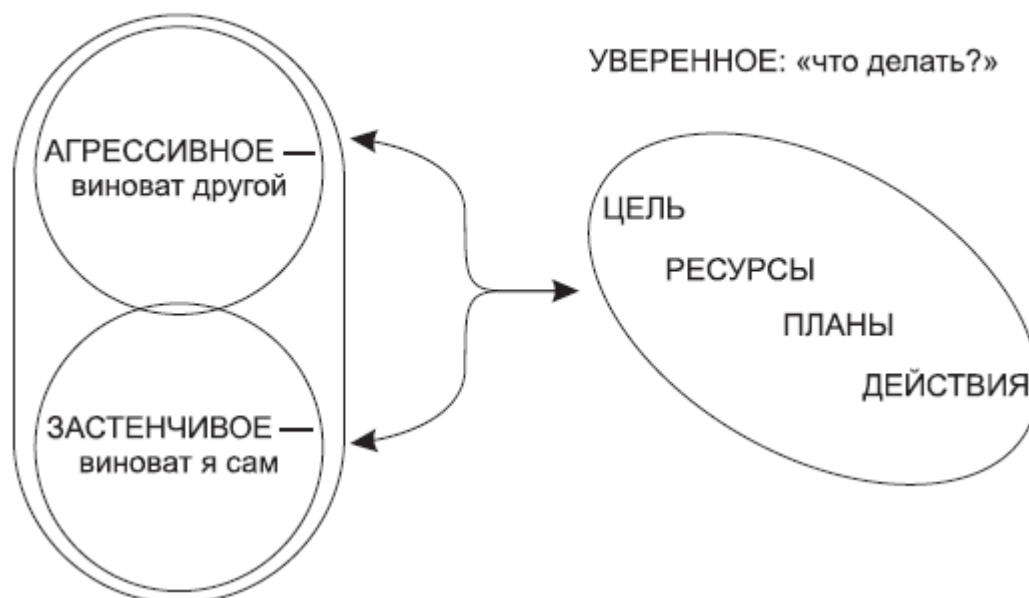 АГРЕССИВНОЕ —
виноват другой
ЗАСТЕНЧИВОЕ —
виноват я сам
УВЕРЕННОЕ: «что делать?»
ЦЕЛЬ
РЕСУРСЫ
ПЛАНЫ
ДЕЙСТВИЯ